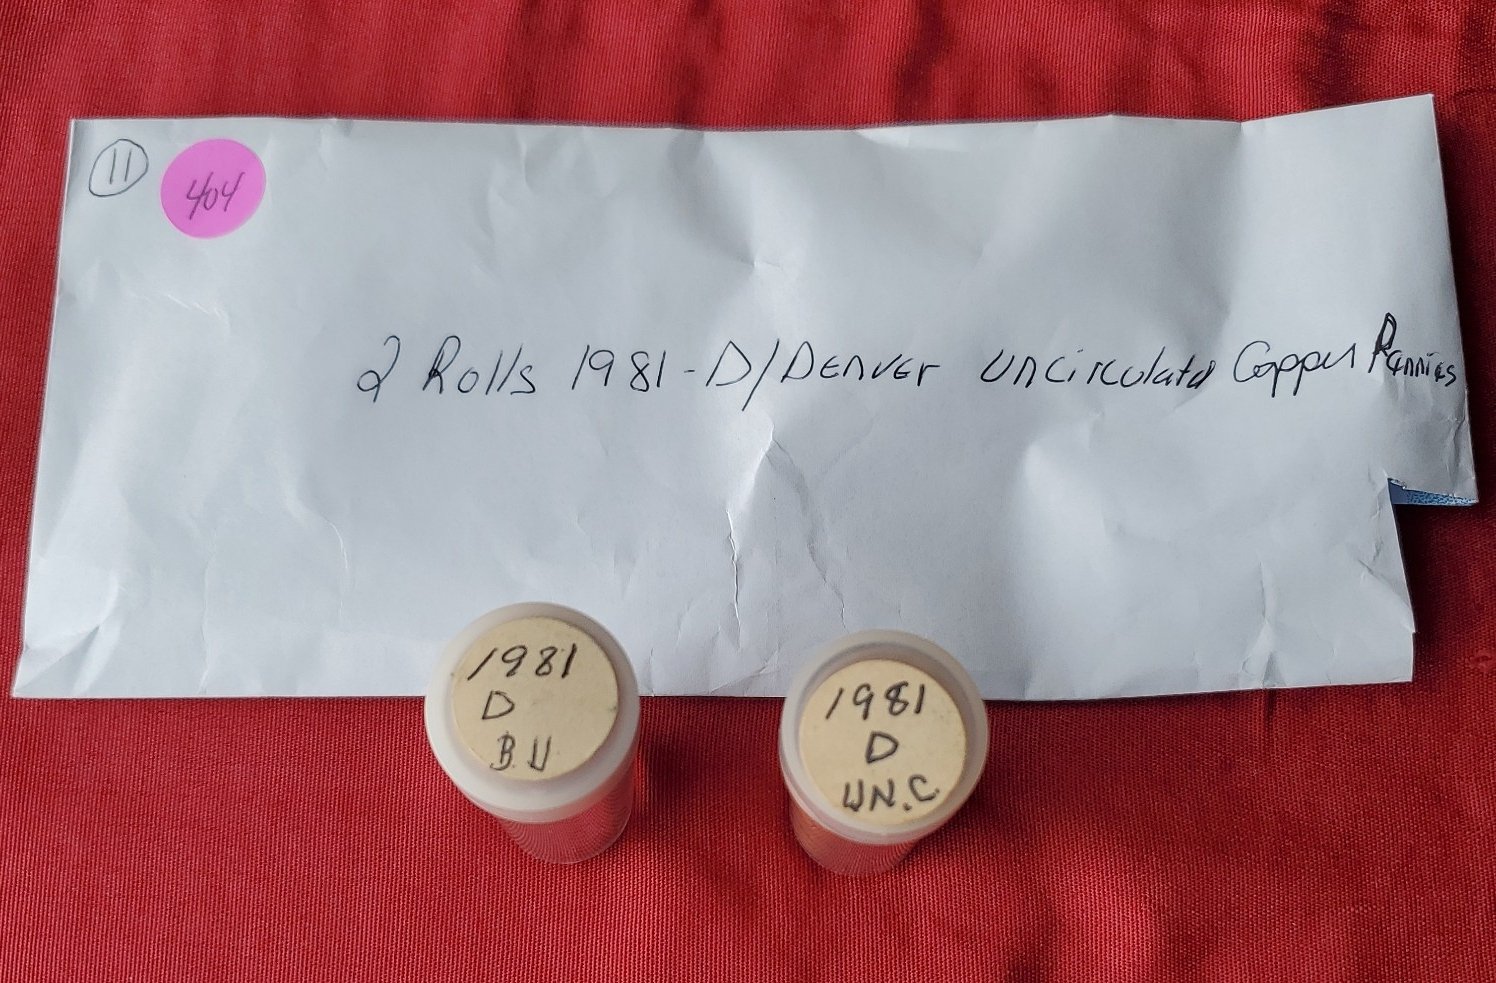 11
404
2 Rolls 1981-D/DENVER UNCirculated Copper Pennies
1981
D
B.U
1981
D
UN.C.